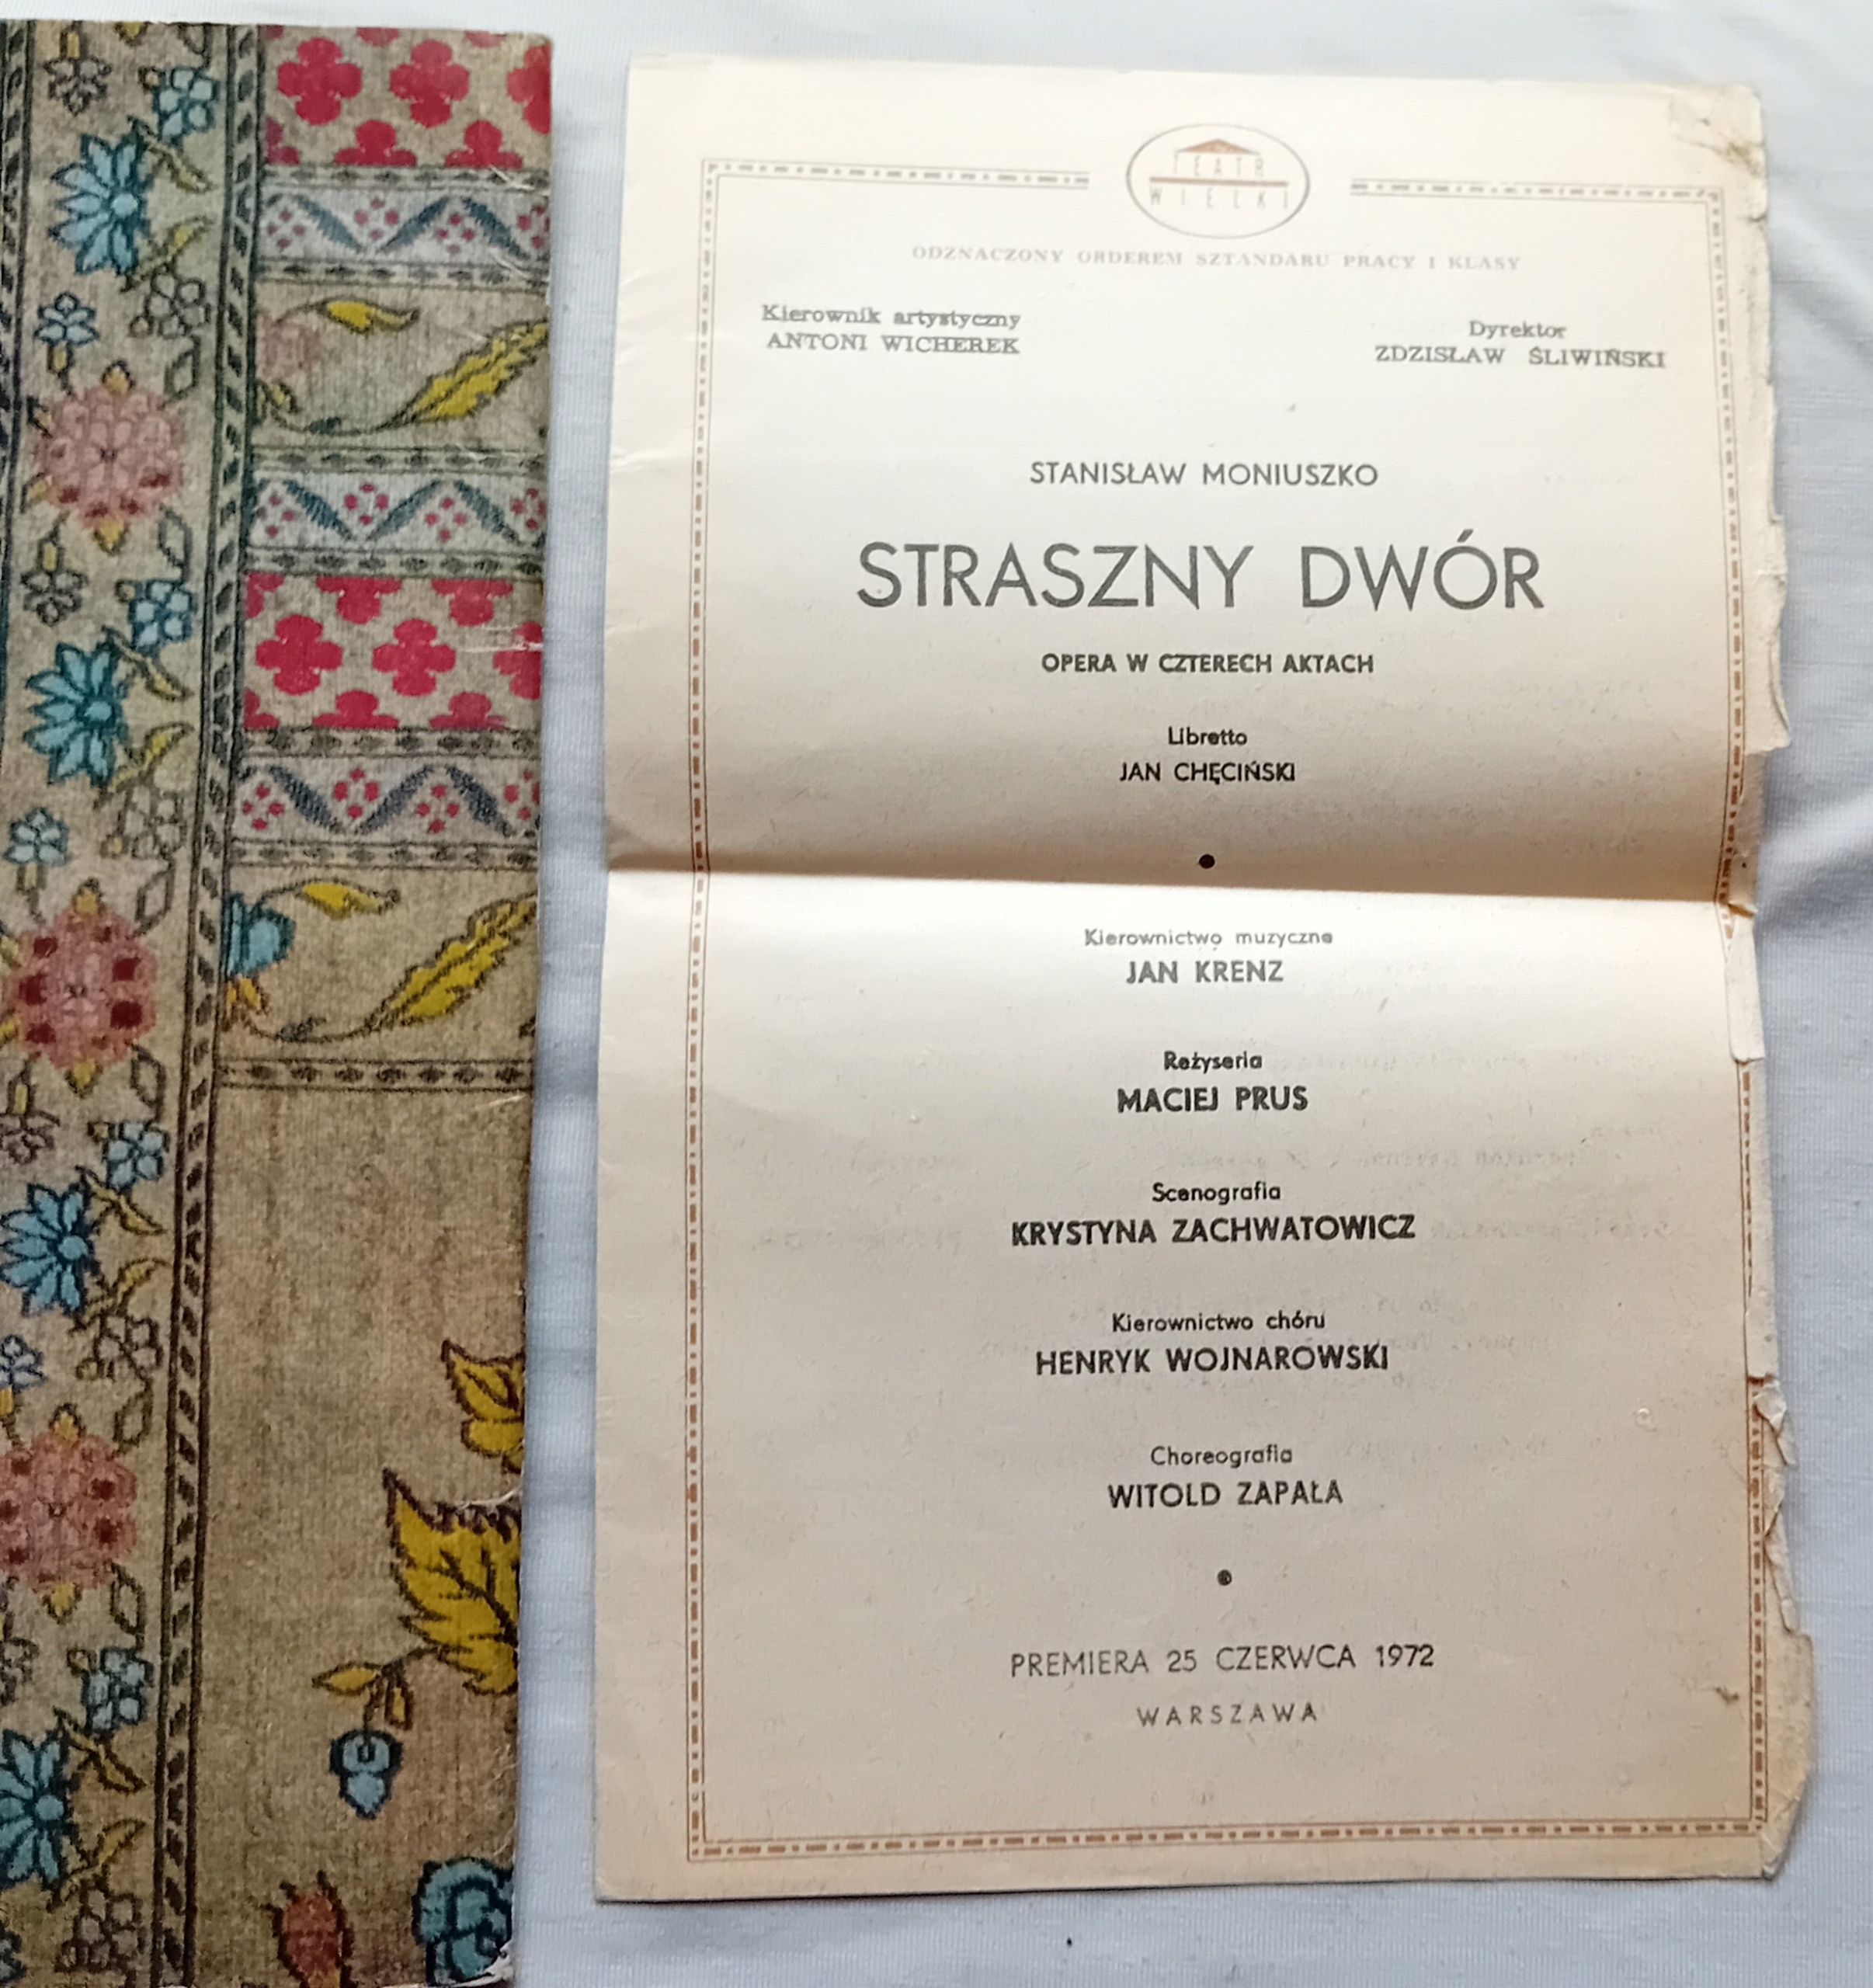 TEATR
WIELKI
ODZNACZONY ORDEREM SZTANDARU PRACY I KLASY
Kierownik artystyczny
ANTONI WICHEREK
Dyrektor
ZDZISŁAW ŚLIWIŃSKI
STANISŁAW MONIUSZKO
STRASZNY DWÓR
OPERA W CZTERECH AKTACH
Libretto
JAN CHĘCIŃSKI
Kierownictwo muzyczne
JAN KRENZ
Reżyseria
MACIEJ PRUS
Scenografia
KRYSTYNA ZACHWATOWICZ
Kierownictwo chóru
HENRYK WOJNAROWSKI
Choreografia
WITOLD ZAPAŁA
PREMIERA 25 CZERWCA 1972
WARSZAWA